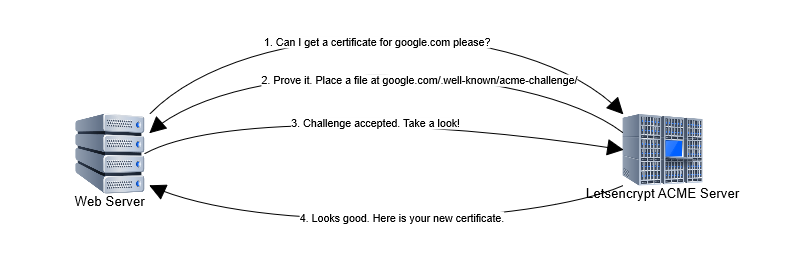 1. Can I get a certificate for google.com please?
2. Prove it. Place a file at google.com/.well-known/acme-challenge/
3. Challenge accepted. Take a look!
Web Server
Letsencrypt ACME Server
4. Looks good. Here is your new certificate.